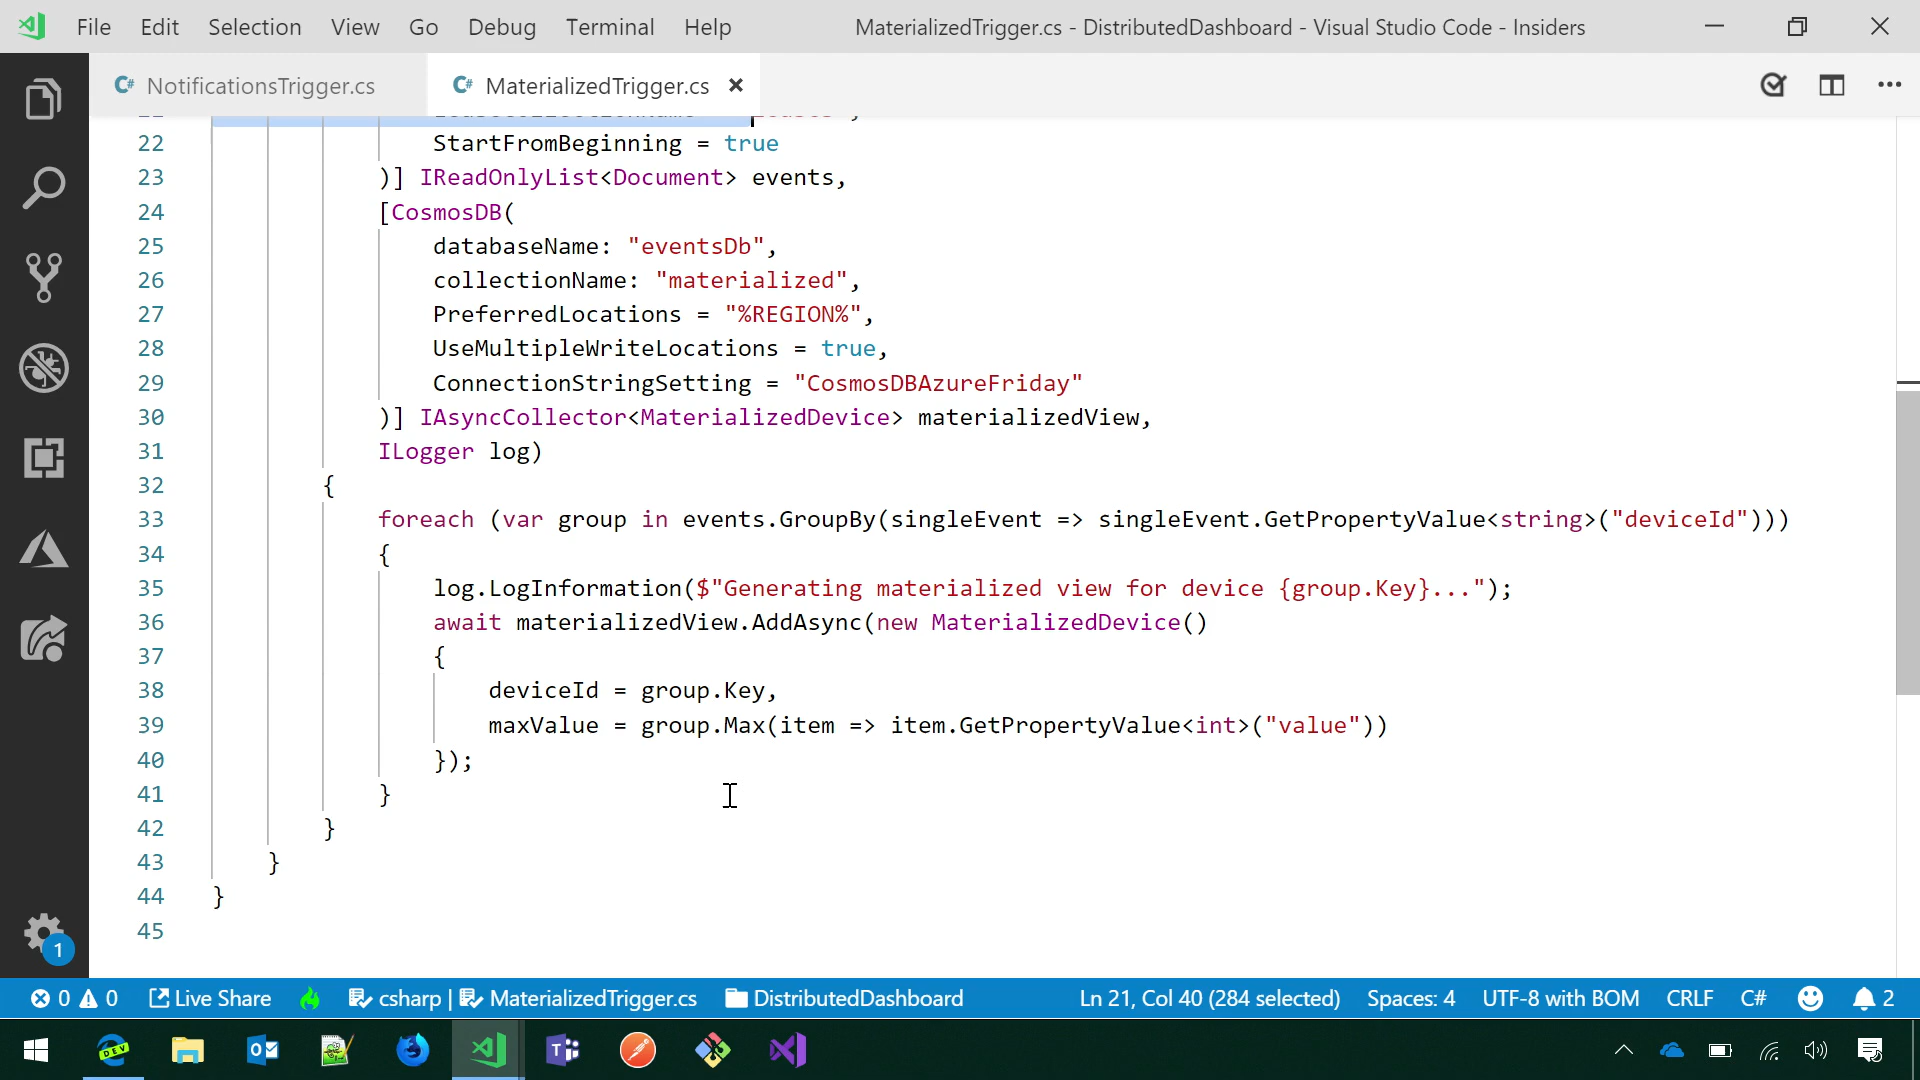 File Edit Selection View Go Debug Terminal Help MaterializedTrigger.cs - DistributedDashboard - Visual Studio Code - Insiders
C# NotificationsTrigger.cs C# MaterializedTrigger.cs
22 StartFromBeginning = true
23 )] IReadOnlyList<Document> events,
24 [CosmosDB(
25 databaseName: "eventsDb",
26 collectionName: "materialized",
27 PreferredLocations = "%REGION%",
28 UseMultipleWriteLocations = true,
29 ConnectionStringSetting = "CosmosDBAzureFriday"
30 )] IAsyncCollector<MaterializedDevice> materializedView,
31 ILogger log)
32 {
33 foreach (var group in events.GroupBy(singleEvent => singleEvent.GetPropertyValue<string>("deviceId")))
34 {
35 log.LogInformation($"Generating materialized view for device {group.Key}...");
36 await materializedView.AddAsync(new MaterializedDevice()
37 {
38 deviceId = group.Key,
39 maxValue = group.Max(item => item.GetPropertyValue<int>("value"))
40 });
41 }
42 }
43 }
44 }
45
1
0 0 Live Share csharp | MaterializedTrigger.cs DistributedDashboard Ln 21, Col 40 (284 selected) Spaces: 4 UTF-8 with BOM CRLF C# 2
DEV